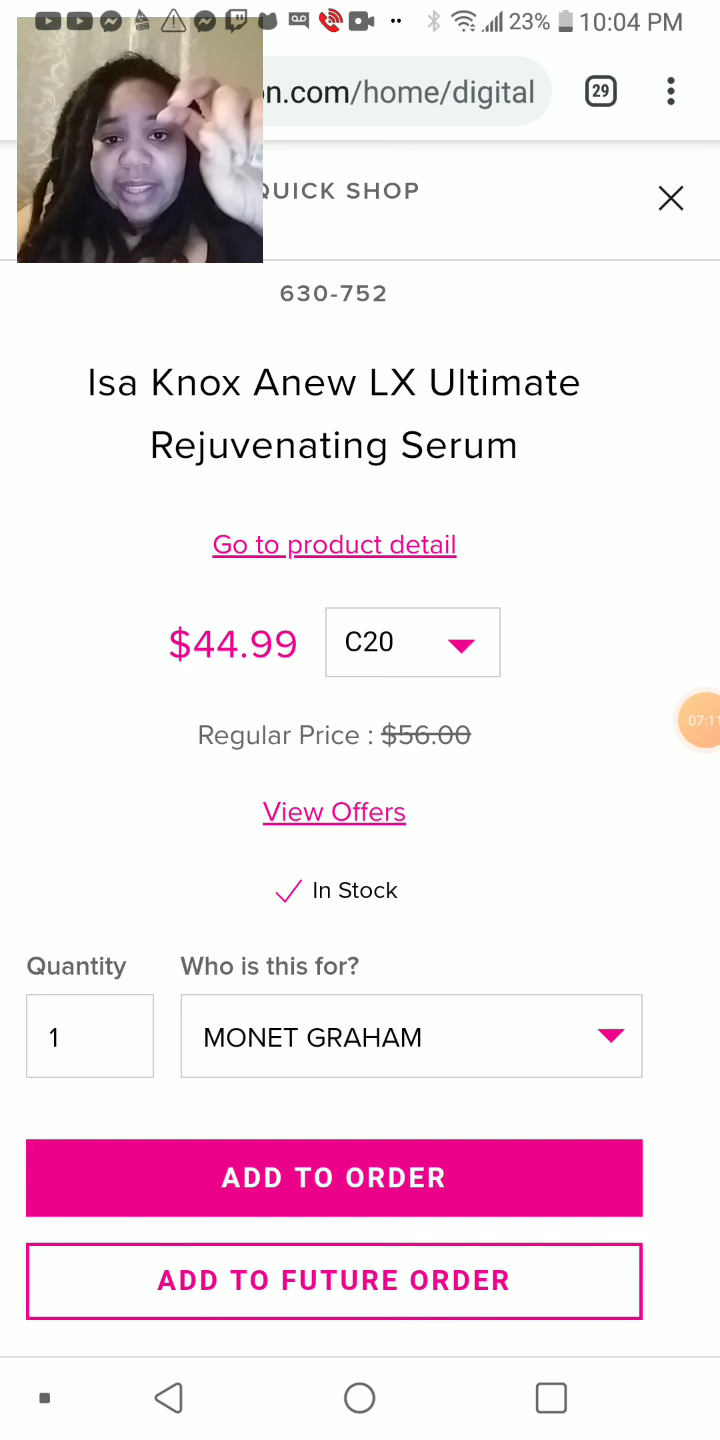 23% 10:04 PM
n.com/home/digital
29
QUICK SHOP
630-752
Isa Knox Anew LX Ultimate
Rejuvenating Serum
Go to product detail
$44.99 C20
07:11
Regular Price : $56.00
View Offers
In Stock
Quantity Who is this for?
1 MONET GRAHAM
ADD TO ORDER
ADD TO FUTURE ORDER